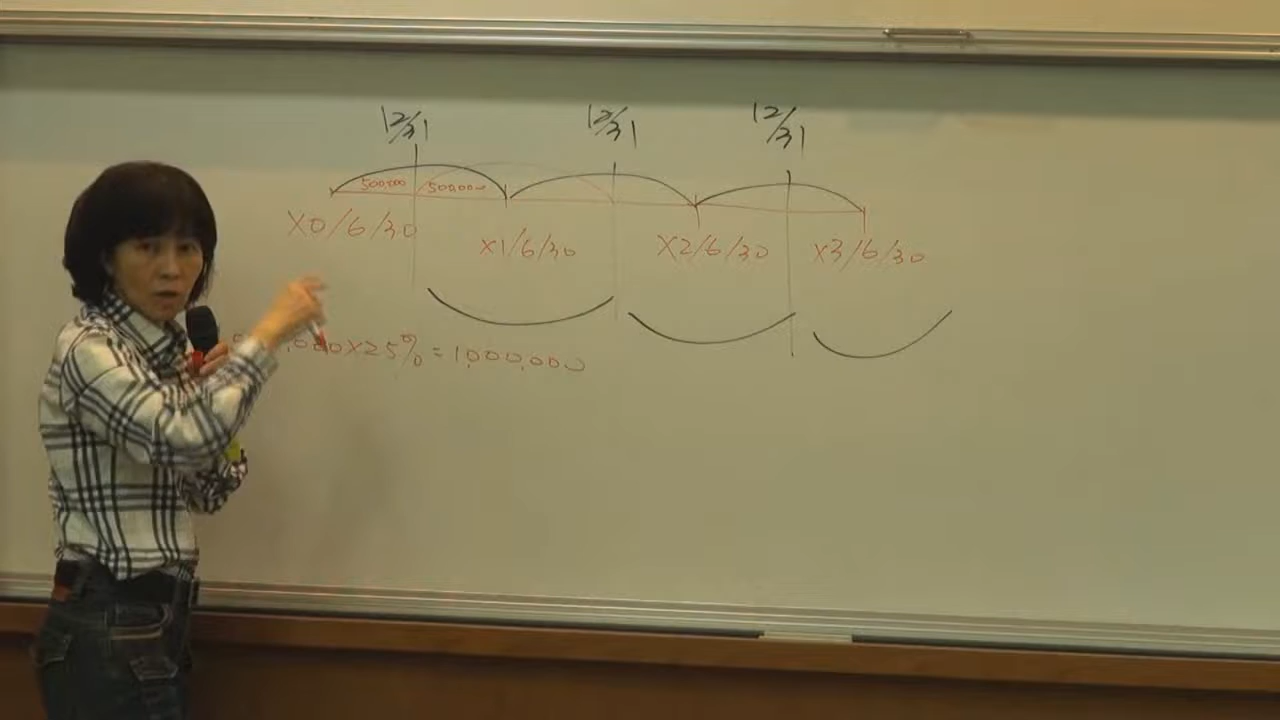 12/31 12/31 12/31
500,000 500,000
X0/6/30 X1/6/30 X2/6/30 X3/6/30
X25% = 1,000,000